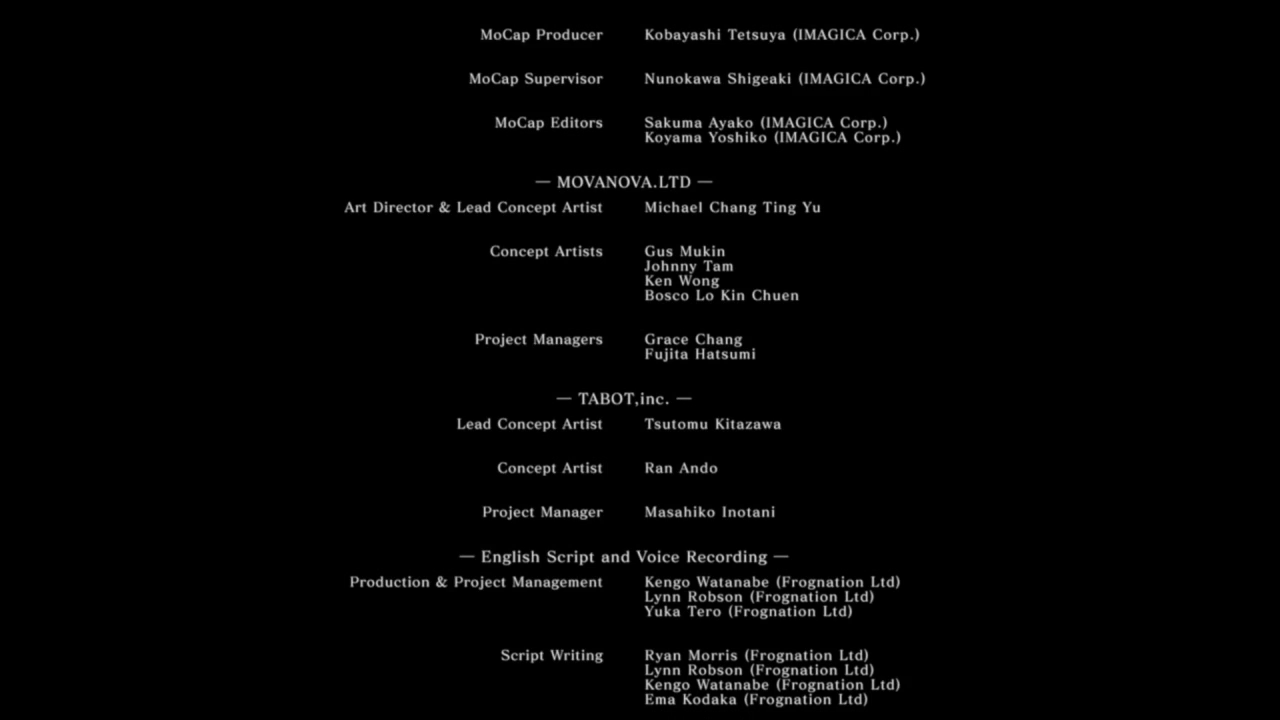 MoCap Producer Kobayashi Tetsuya (IMAGICA Corp.)
MoCap Supervisor Nunokawa Shigeaki (IMAGICA Corp.)
MoCap Editors Sakuma Ayako (IMAGICA Corp.)
Koyama Yoshiko (IMAGICA Corp.)
— MOVANOVA.LTD —
Art Director & Lead Concept Artist Michael Chang Ting Yu
Concept Artists Gus Mukin
Johnny Tam
Ken Wong
Bosco Lo Kin Chuen
Project Managers Grace Chang
Fujita Hatsumi
— TABOT,inc. —
Lead Concept Artist Tsutomu Kitazawa
Concept Artist Ran Ando
Project Manager Masahiko Inotani
— English Script and Voice Recording —
Production & Project Management Kengo Watanabe (Frognation Ltd)
Lynn Robson (Frognation Ltd)
Yuka Tero (Frognation Ltd)
Script Writing Ryan Morris (Frognation Ltd)
Lynn Robson (Frognation Ltd)
Kengo Watanabe (Frognation Ltd)
Ema Kodaka (Frognation Ltd)